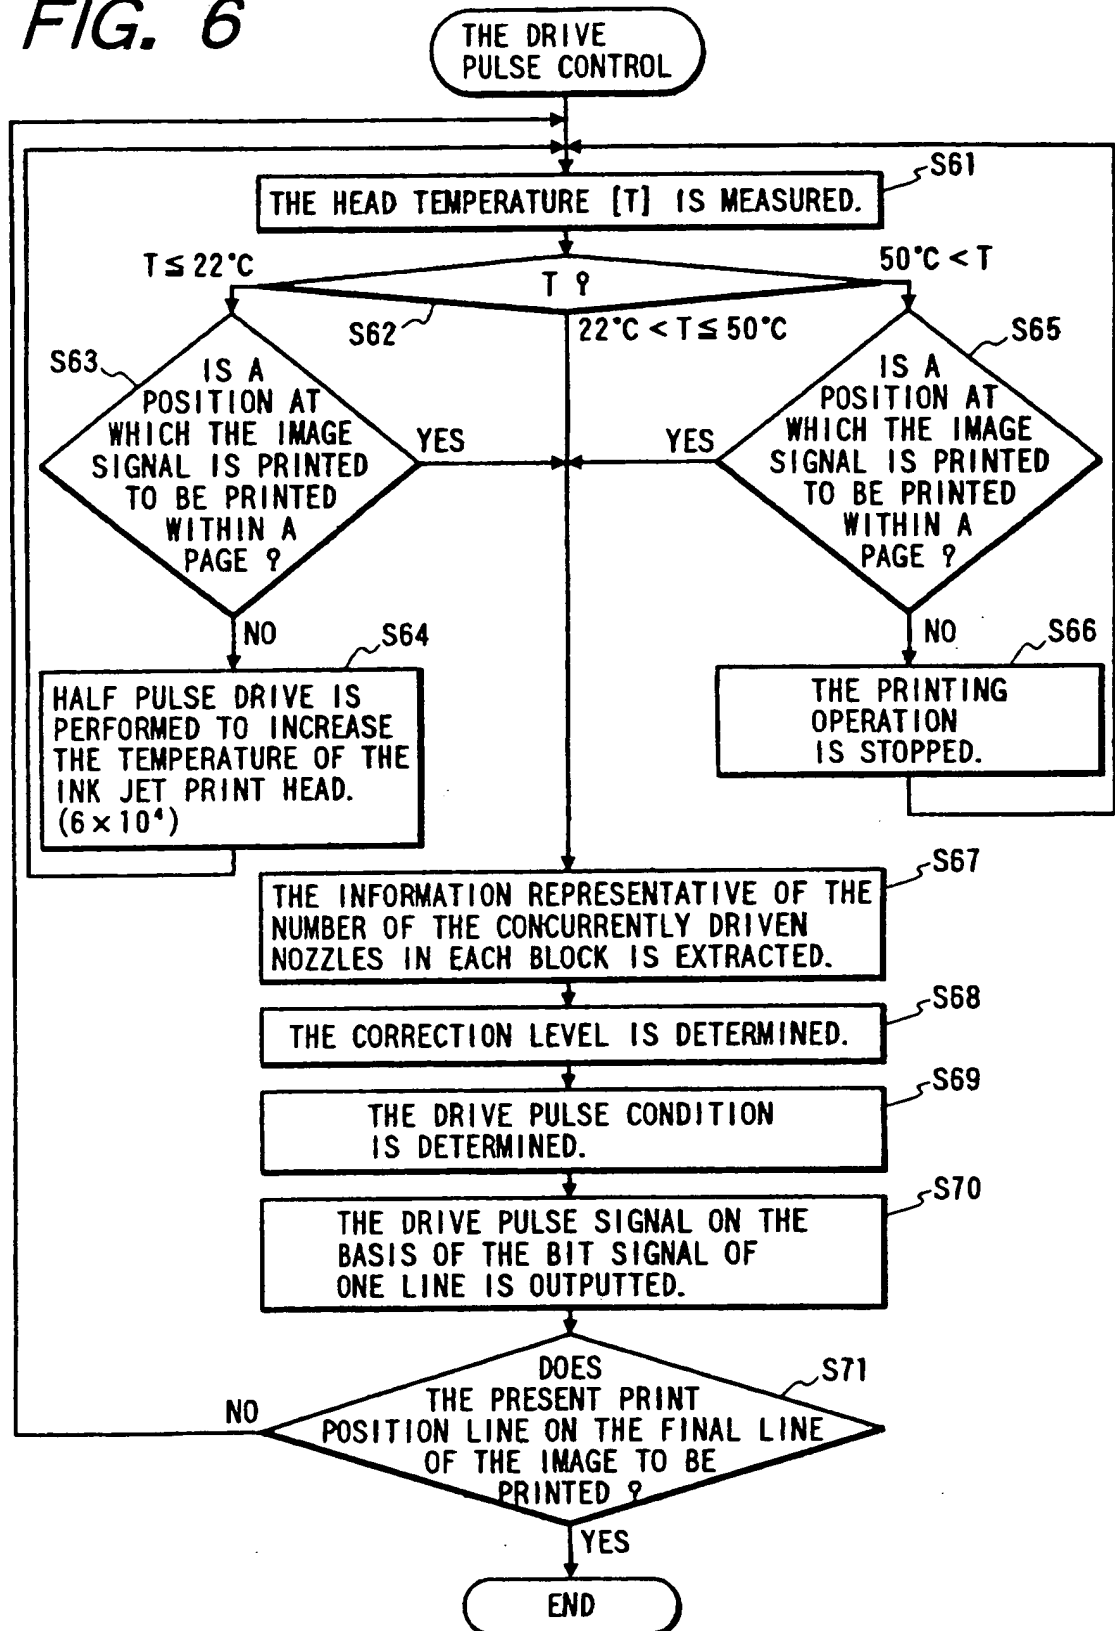 FIG. 6
THE DRIVE
PULSE CONTROL
S61
THE HEAD TEMPERATURE [T] IS MEASURED.
T ≦ 22°C
50°C < T
T ?
S62
22°C < T ≦ 50°C
S63
IS A
POSITION AT
WHICH THE IMAGE
SIGNAL IS PRINTED
TO BE PRINTED
WITHIN A
PAGE ?
YES
S65
IS A
POSITION AT
WHICH THE IMAGE
SIGNAL IS PRINTED
TO BE PRINTED
WITHIN A
PAGE ?
YES
NO
S64
HALF PULSE DRIVE IS
PERFORMED TO INCREASE
THE TEMPERATURE OF THE
INK JET PRINT HEAD.
(6 × 10⁴)
NO
S66
THE PRINTING
OPERATION
IS STOPPED.
S67
THE INFORMATION REPRESENTATIVE OF THE
NUMBER OF THE CONCURRENTLY DRIVEN
NOZZLES IN EACH BLOCK IS EXTRACTED.
S68
THE CORRECTION LEVEL IS DETERMINED.
S69
THE DRIVE PULSE CONDITION
IS DETERMINED.
S70
THE DRIVE PULSE SIGNAL ON THE
BASIS OF THE BIT SIGNAL OF
ONE LINE IS OUTPUTTED.
S71
DOES
THE PRESENT PRINT
POSITION LINE ON THE FINAL LINE
OF THE IMAGE TO BE
PRINTED ?
NO
YES
END